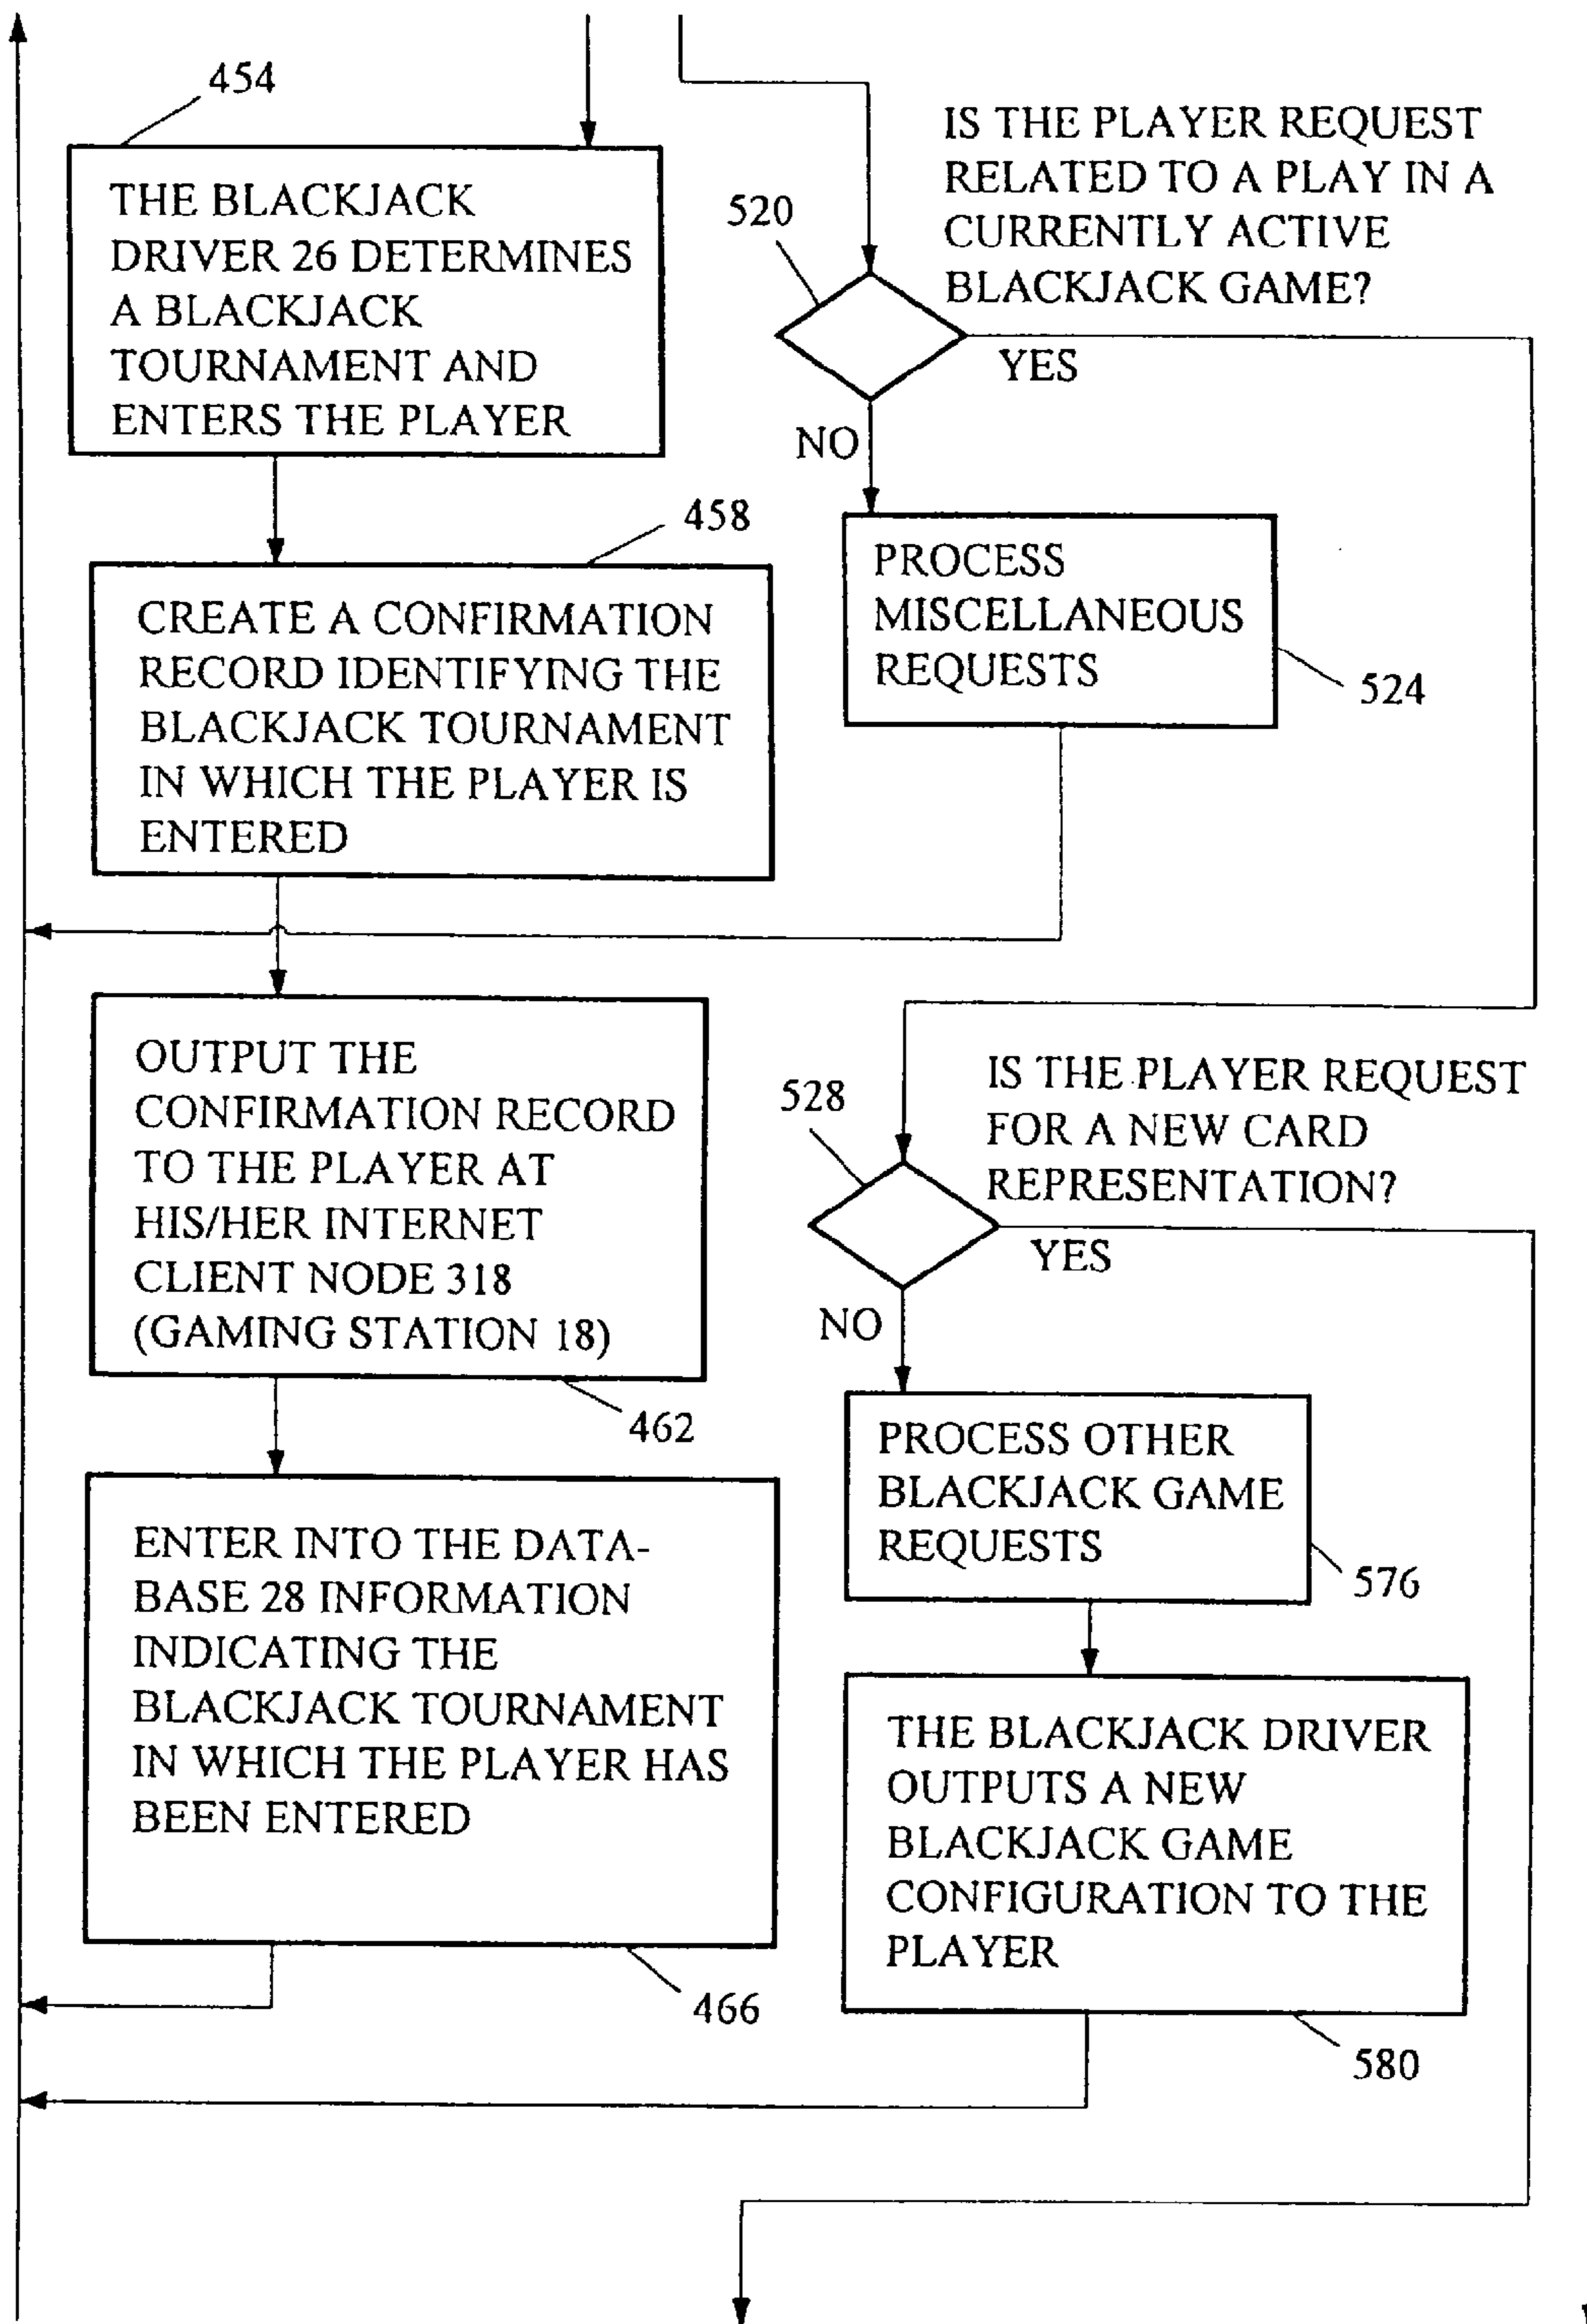 454
THE BLACKJACK
DRIVER 26 DETERMINES
A BLACKJACK
TOURNAMENT AND
ENTERS THE PLAYER
458
CREATE A CONFIRMATION
RECORD IDENTIFYING THE
BLACKJACK TOURNAMENT
IN WHICH THE PLAYER IS
ENTERED
OUTPUT THE
CONFIRMATION RECORD
TO THE PLAYER AT
HIS/HER INTERNET
CLIENT NODE 318
(GAMING STATION 18)
462
ENTER INTO THE DATA-
BASE 28 INFORMATION
INDICATING THE
BLACKJACK TOURNAMENT
IN WHICH THE PLAYER HAS
BEEN ENTERED
466
IS THE PLAYER REQUEST
RELATED TO A PLAY IN A
CURRENTLY ACTIVE
BLACKJACK GAME?
520
YES
NO
PROCESS
MISCELLANEOUS
REQUESTS
524
IS THE PLAYER REQUEST
FOR A NEW CARD
REPRESENTATION?
528
YES
NO
PROCESS OTHER
BLACKJACK GAME
REQUESTS
576
THE BLACKJACK DRIVER
OUTPUTS A NEW
BLACKJACK GAME
CONFIGURATION TO THE
PLAYER
580